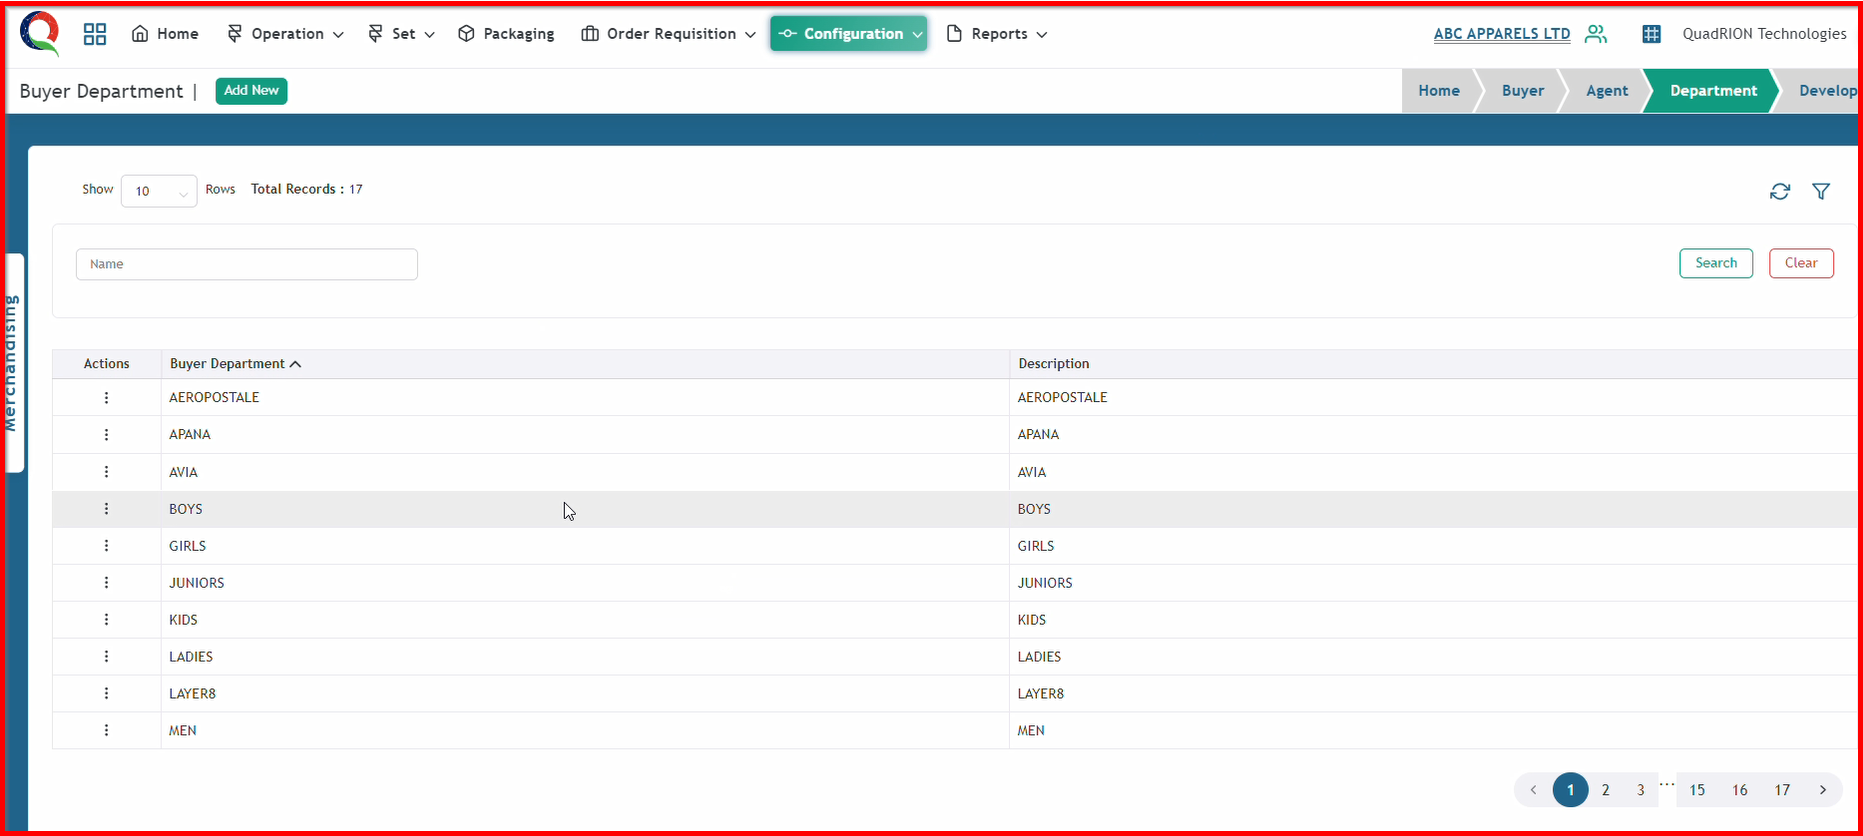 Home Operation Set Packaging Order Requisition Configuration Reports ABC APPARELS LTD QuadRION Technologies
Buyer Department | Add New Home Buyer Agent Department Develop
Show 10 Rows Total Records : 17
Name Search Clear
Merchandising
Actions Buyer Department Description
AEROPOSTALE AEROPOSTALE
APANA APANA
AVIA AVIA
BOYS BOYS
GIRLS GIRLS
JUNIORS JUNIORS
KIDS KIDS
LADIES LADIES
LAYER8 LAYER8
MEN MEN
1 2 3 ... 15 16 17